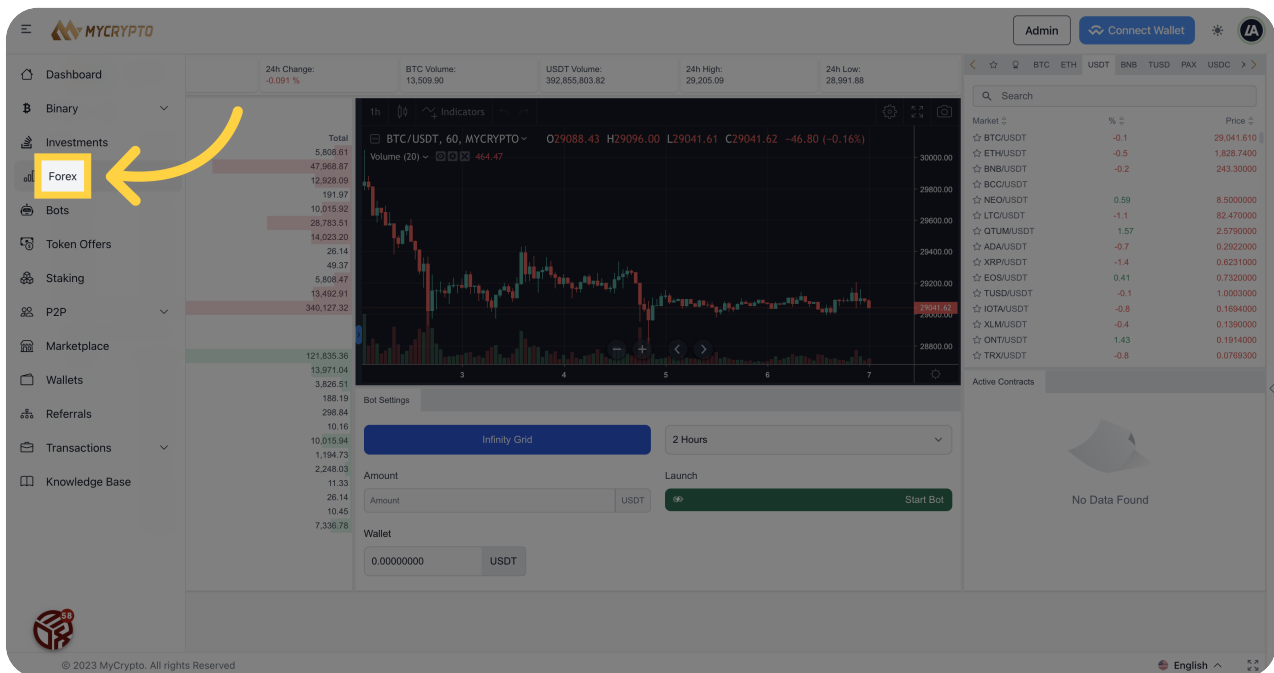 MYCRYPTO
Admin
Connect Wallet
Dashboard
Binary
Investments
Forex
Bots
Token Offers
Staking
P2P
Marketplace
Wallets
Referrals
Transactions
Knowledge Base
58
24h Change:
-0.091 %
BTC Volume:
13,509.90
USDT Volume:
392,855,803.82
24h High:
29,205.09
24h Low:
28,991.88
Total
5,808.61
47,968.87
12,928.09
191.97
10,015.92
28,783.51
14,023.20
26.14
49.37
5,808.47
13,492.91
340,127.32
121,835.36
13,971.04
3,826.51
188.19
298.84
10.16
10,015.94
1,194.73
2,248.03
11.33
26.14
10.45
7,336.78
1h Indicators
BTC/USDT, 60, MYCRYPTO O29088.43 H29096.00 L29041.61 C29041.62 −46.80 (−0.16%)
Volume (20) 464.47
30000.00
29800.00
29600.00
29400.00
29200.00
29041.62
29000.00
28800.00
3 4 5 6 7
Bot Settings
Infinity Grid
2 Hours
Amount
Launch
Amount USDT
Start Bot
Wallet
0.00000000 USDT
BTC ETH USDT BNB TUSD PAX USDC
Search
Market % Price
BTC/USDT -0.1 29,041.610
ETH/USDT -0.5 1,828.7400
BNB/USDT -0.2 243.30000
BCC/USDT
NEO/USDT 0.59 8.5000000
LTC/USDT -1.1 82.470000
QTUM/USDT 1.57 2.5790000
ADA/USDT -0.7 0.2922000
XRP/USDT -1.4 0.6231000
EOS/USDT 0.41 0.7320000
TUSD/USDT -0.1 1.0003000
IOTA/USDT -0.8 0.1694000
XLM/USDT -0.4 0.1390000
ONT/USDT 1.43 0.1914000
TRX/USDT -0.8 0.0769300
Active Contracts
No Data Found
© 2023 MyCrypto. All rights Reserved
English